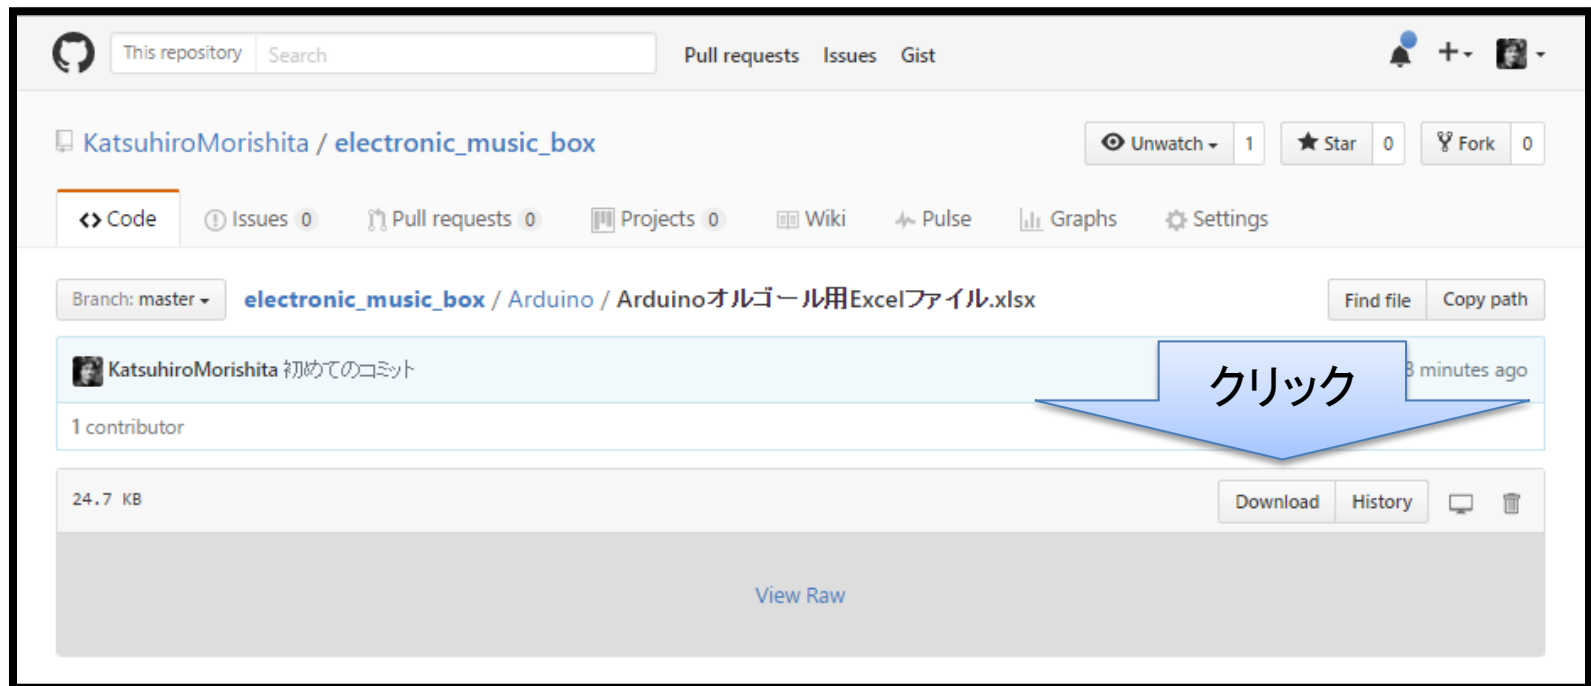 This repository Search Pull requests Issues Gist
KatsuhiroMorishita / electronic_music_box Unwatch 1 Star 0 Fork 0
Code Issues 0 Pull requests 0 Projects 0 Wiki Pulse Graphs Settings
Branch: master electronic_music_box / Arduino / Arduinoオルゴール用Excelファイル.xlsx Find file Copy path
KatsuhiroMorishita 初めてのコミット minutes ago
クリック
1 contributor
24.7 KB Download History
View Raw